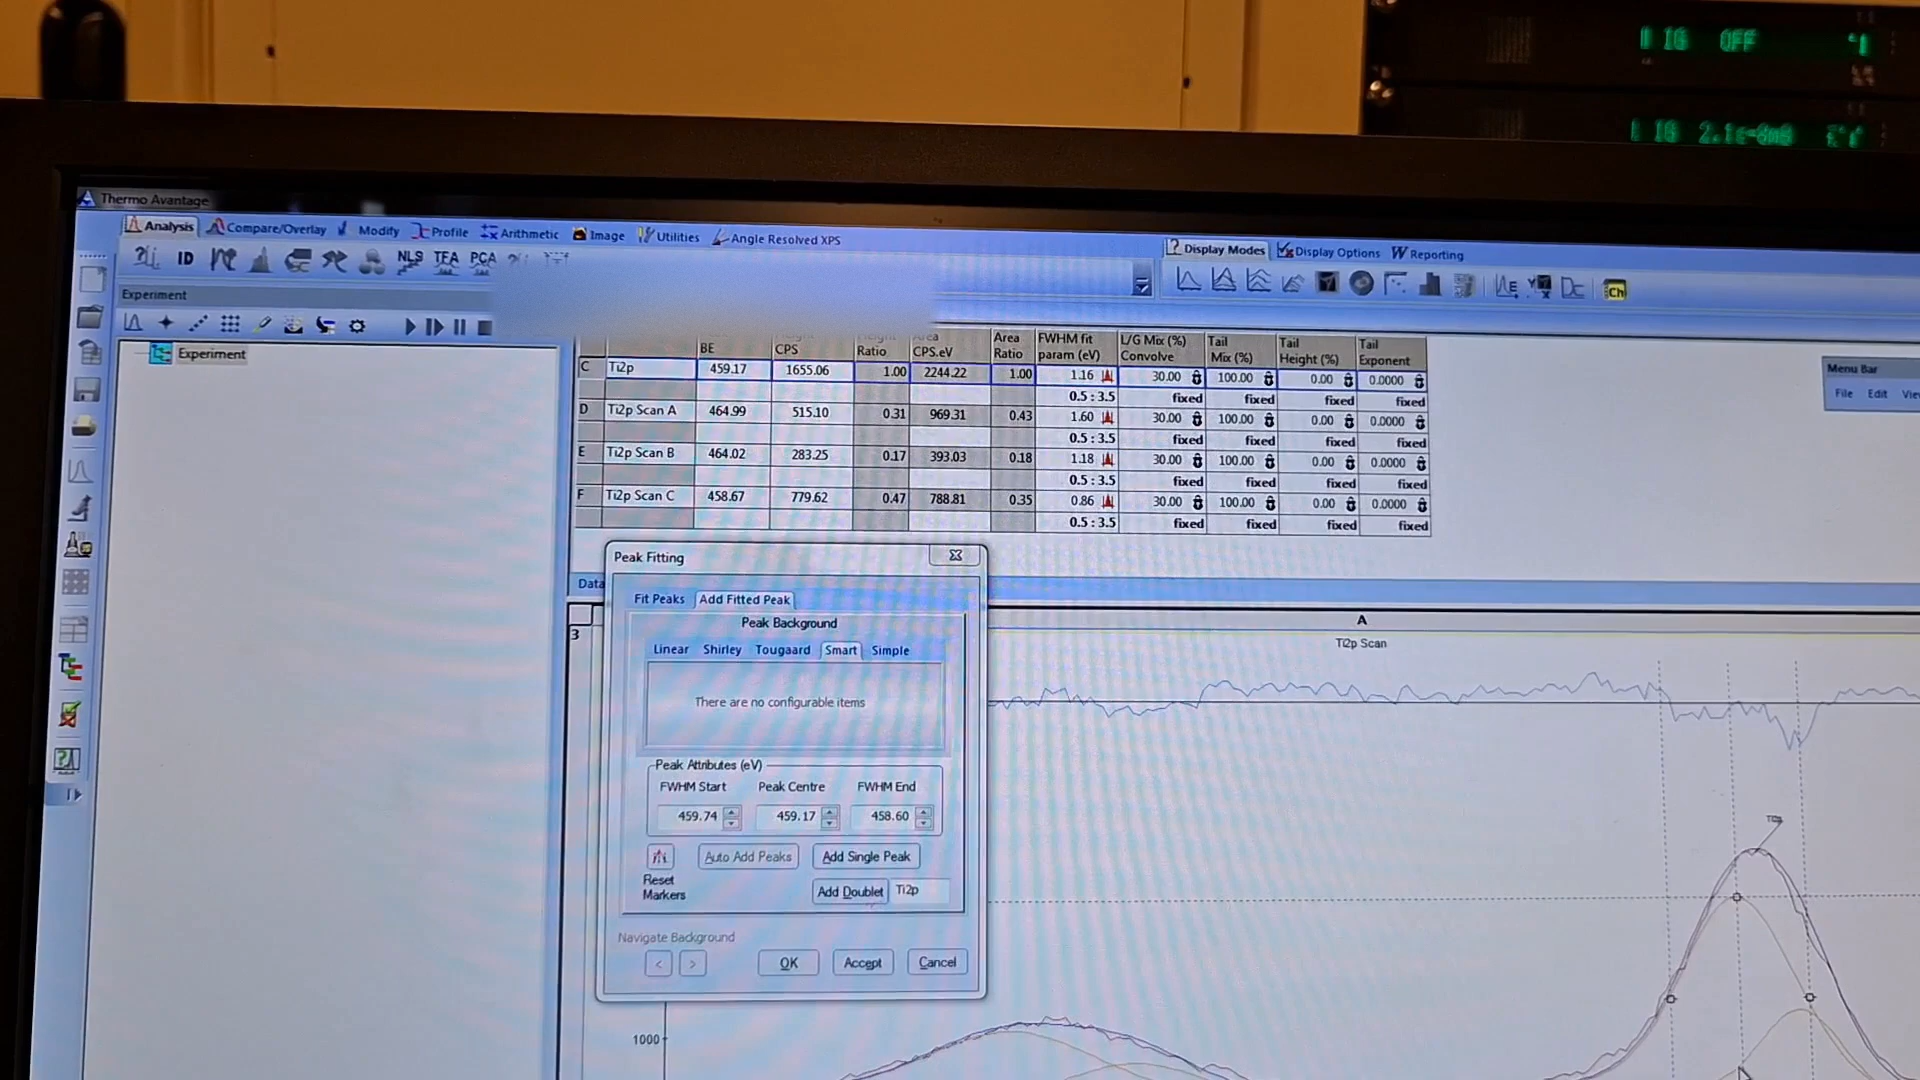 IG OFF
IG
Thermo Avantage
Analysis Compare/Overlay Modify Profile Arithmetic Image Utilities Angle Resolved XPS
Display Modes Display Options Reporting
ID NLS TFA PCA
Experiment
Experiment
BE CPS Ratio CPS.eV Area Ratio FWHM fit param (eV) L/G Mix (%) Convolve Tail Mix (%) Tail Height (%) Tail Exponent
C Ti2p 459.17 1655.06 1.00 2244.22 1.00 1.16 30.00 100.00 0.00 0.0000
0.5 : 3.5 fixed fixed fixed fixed
D Ti2p Scan A 464.99 515.10 0.31 969.31 0.43 1.60 30.00 100.00 0.00 0.0000
0.5 : 3.5 fixed fixed fixed fixed
E Ti2p Scan B 464.02 283.25 0.17 393.03 0.18 1.18 30.00 100.00 0.00 0.0000
0.5 : 3.5 fixed fixed fixed fixed
F Ti2p Scan C 458.67 779.62 0.47 788.81 0.35 0.86 30.00 100.00 0.00 0.0000
0.5 : 3.5 fixed fixed fixed fixed
Menu Bar
File Edit
Peak Fitting
Fit Peaks Add Fitted Peak
Peak Background
Linear Shirley Tougaard Smart Simple
There are no configurable items
Peak Attributes (eV)
FWHM Start Peak Centre FWHM End
459.74 459.17 458.60
Auto Add Peaks Add Single Peak
Reset Markers
Add Doublet Ti2p
Navigate Background
< > OK Accept Cancel
Data
3
A
Ti2p Scan
1000